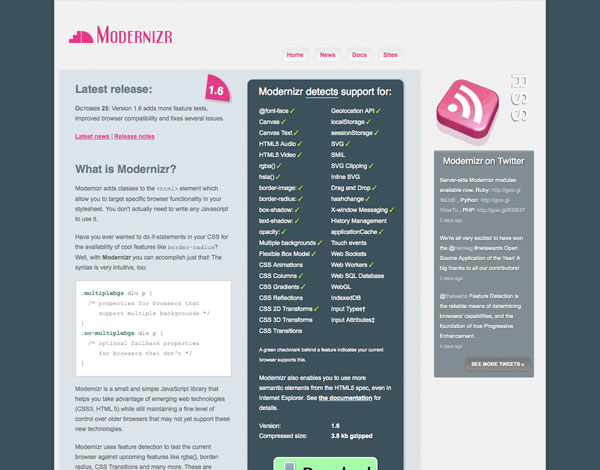 MODERNIZR
Home
News
Docs
Sites
Latest release:
1.6
OCTOBER 25: Version 1.6 adds more feature tests,
improved browser compatibility and fixes several issues.
Latest news | Release notes
What is Modernizr?
Modernizr adds classes to the <html> element which
allow you to target specific browser functionality in your
stylesheet. You don't actually need to write any Javascript
to use it.
Have you ever wanted to do if-statements in your CSS for
the availability of cool features like border-radius?
Well, with Modernizr you can accomplish just that! The
syntax is very intuitive, too:
.multiplebgs div p {
/* properties for browsers that
support multiple backgrounds */
}
.no-multiplebgs div p {
/* optional fallback properties
for browsers that don't */
}
Modernizr is a small and simple JavaScript library that
helps you take advantage of emerging web technologies
(CSS3, HTML 5) while still maintaining a fine level of
control over older browsers that may not yet support these
new technologies.
Modernizr uses feature detection to test the current
browser against upcoming features like rgba(), border-
radius, CSS Transitions and many more. These are
Modernizr detects support for:
@font-face ✓
Canvas ✓
Canvas Text ✓
HTML5 Audio ✓
HTML5 Video ✓
rgba() ✓
hsla() ✓
border-image: ✓
border-radius: ✓
box-shadow: ✓
text-shadow: ✓
opacity: ✓
Multiple backgrounds ✓
Flexible Box Model ✓
CSS Animations
CSS Columns ✓
CSS Gradients ✓
CSS Reflections
CSS 2D Transforms ✓
CSS 3D Transforms
CSS Transitions
Geolocation API ✓
localStorage ✓
sessionStorage ✓
SVG ✓
SMIL
SVG Clipping ✓
Inline SVG
Drag and Drop ✓
hashchange ✓
X-window Messaging ✓
History Management
applicationCache ✓
Touch events
Web Sockets
Web Workers ✓
Web SQL Database
WebGL
IndexedDB
Input Types†
Input Attributes‡
A green checkmark behind a feature indicates your current
browser supports this.
Modernizr also enables you to use more
semantic elements from the HTML5 spec, even in
Internet Explorer. See the documentation for
details.
Version: 1.6
Compressed size: 3.8 kb gzipped
Download
RSS
Modernizr on Twitter
Server-side Modernizr modules
available now. Ruby: http://goo.gl
, Python: http://goo.gl
, PHP: http://goo.gl
2 days ago
We're all very excited to have won
the @netmag #netawards Open
Source Application of the Year! A
big thanks to all our contributors!
3 days ago
Feature Detection is
the reliable means of determining
browsers' capabilities, and the
foundation of true Progressive
Enhancement.
4 days ago
SEE MORE TWEETS »